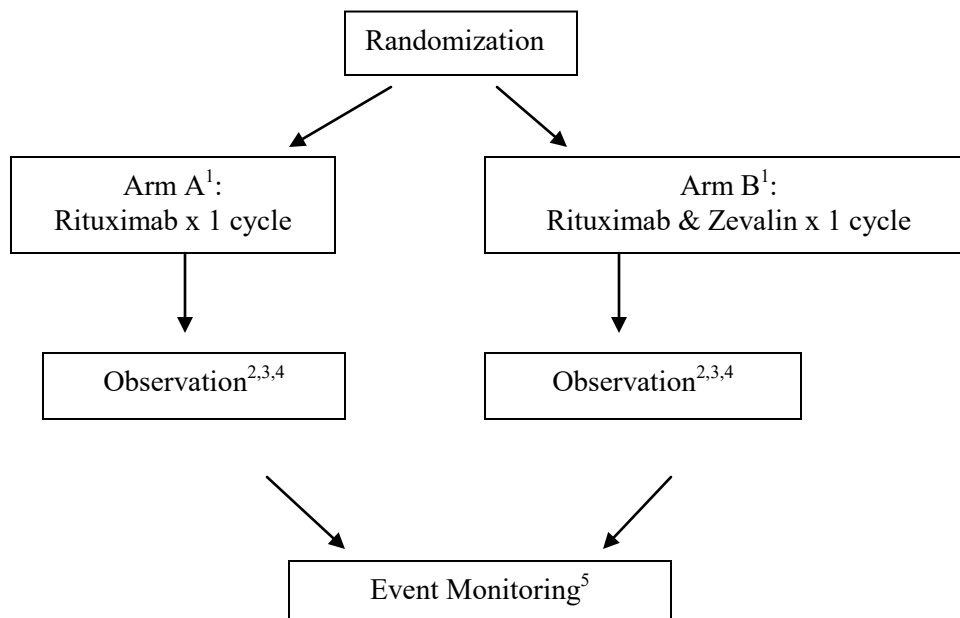 Randomization
Arm A¹:
Rituximab x 1 cycle
Arm B¹:
Rituximab & Zevalin x 1 cycle
Observation²,³,⁴
Observation²,³,⁴
Event Monitoring⁵